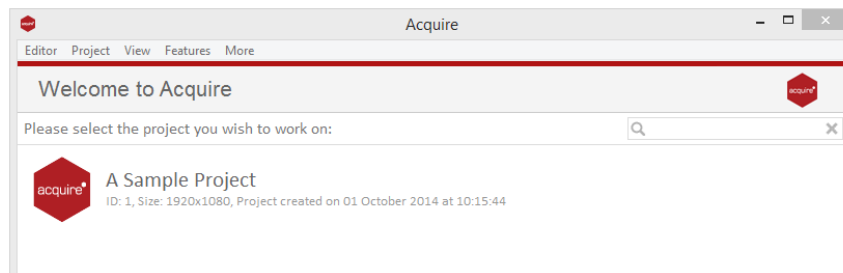 Acquire
Editor Project View Features More
Welcome to Acquire
acquire
Please select the project you wish to work on:
acquire
A Sample Project
ID: 1, Size: 1920x1080, Project created on 01 October 2014 at 10:15:44